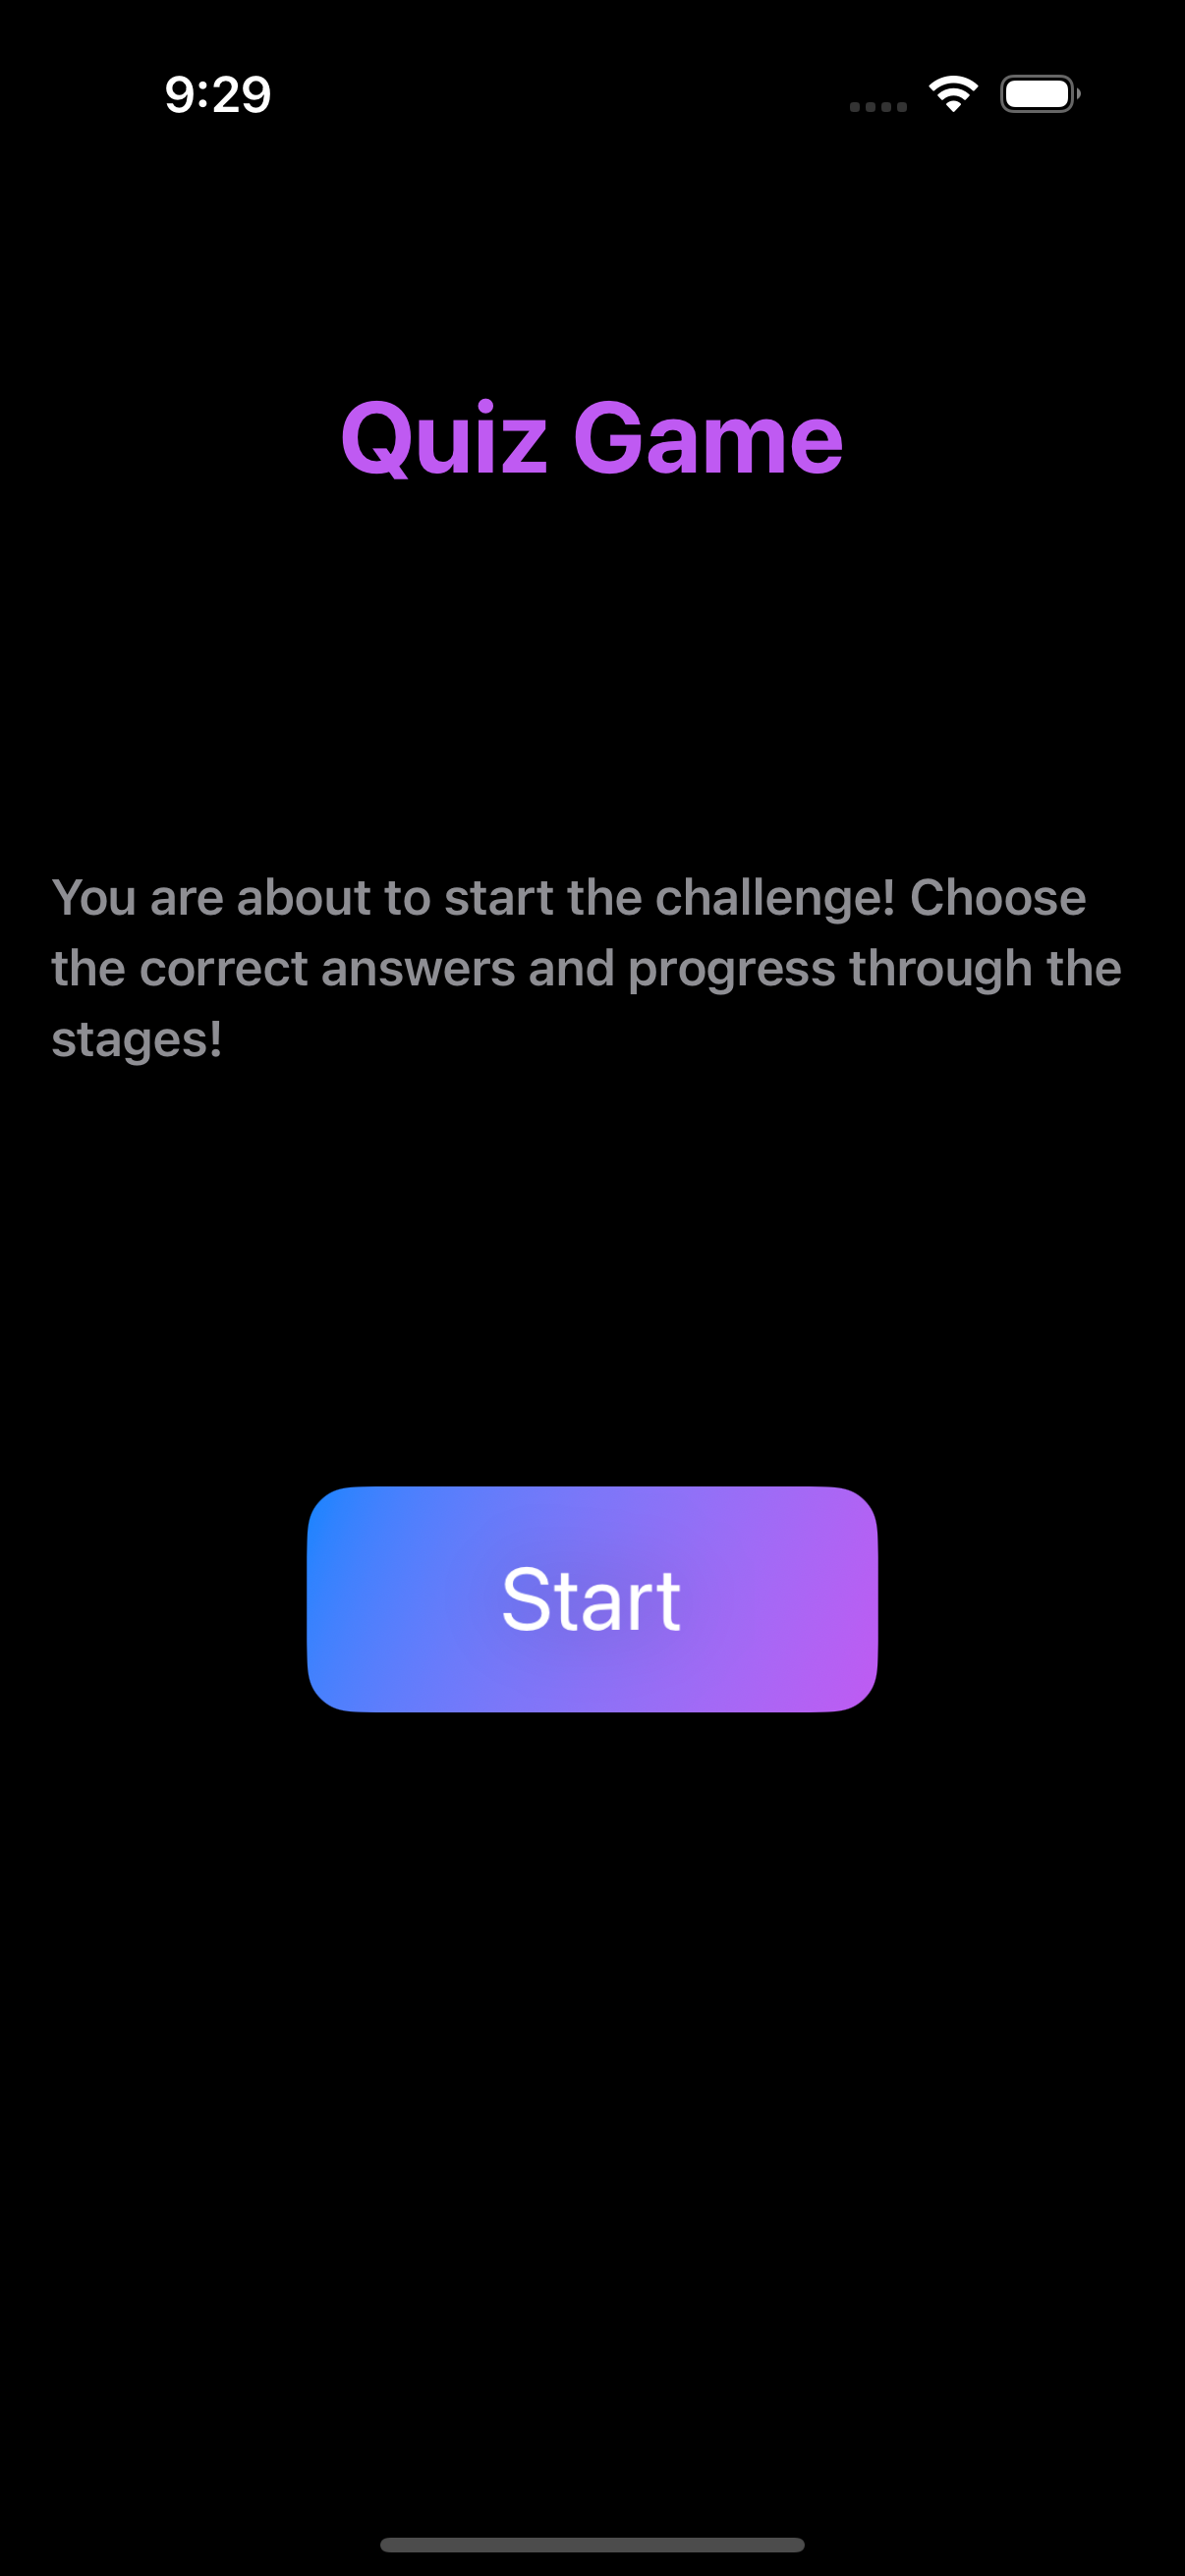 9:29
Quiz Game
You are about to start the challenge! Choose
the correct answers and progress through the
stages!
Start